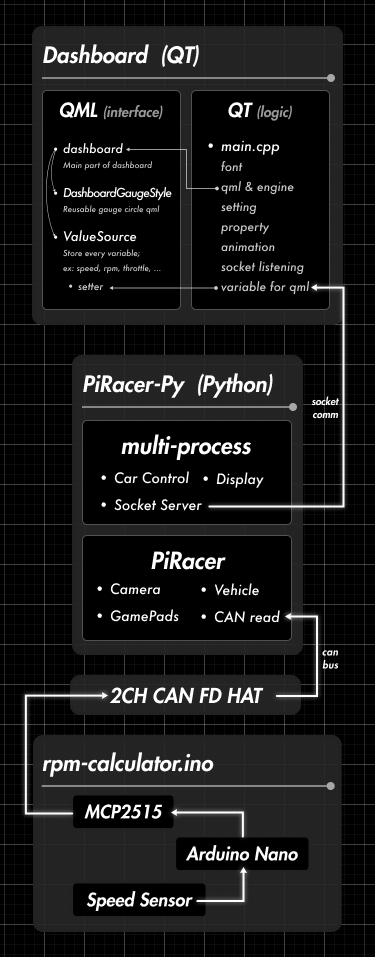 Dashboard (QT)
QML (interface)
dashboard
Main part of dashboard
DashboardGaugeStyle
Reusable gauge circle qml
ValueSource
Store every variable;
ex: speed, rpm, throttle, ...
• setter
QT (logic)
• main.cpp
font
qml & engine
setting
property
animation
socket listening
variable for qml
socket
comm
PiRacer-Py (Python)
multi-process
• Car Control • Display
• Socket Server
PiRacer
• Camera • Vehicle
• GamePads • CAN read
can
bus
2CH CAN FD HAT
rpm-calculator.ino
MCP2515
Arduino Nano
Speed Sensor